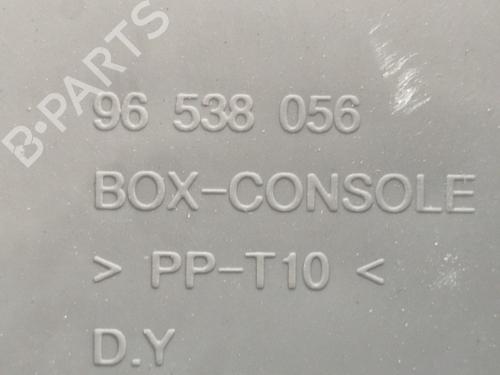 B-PARTS
96 538 056
BOX-CONSOLE
> PP-T10 <
D.Y